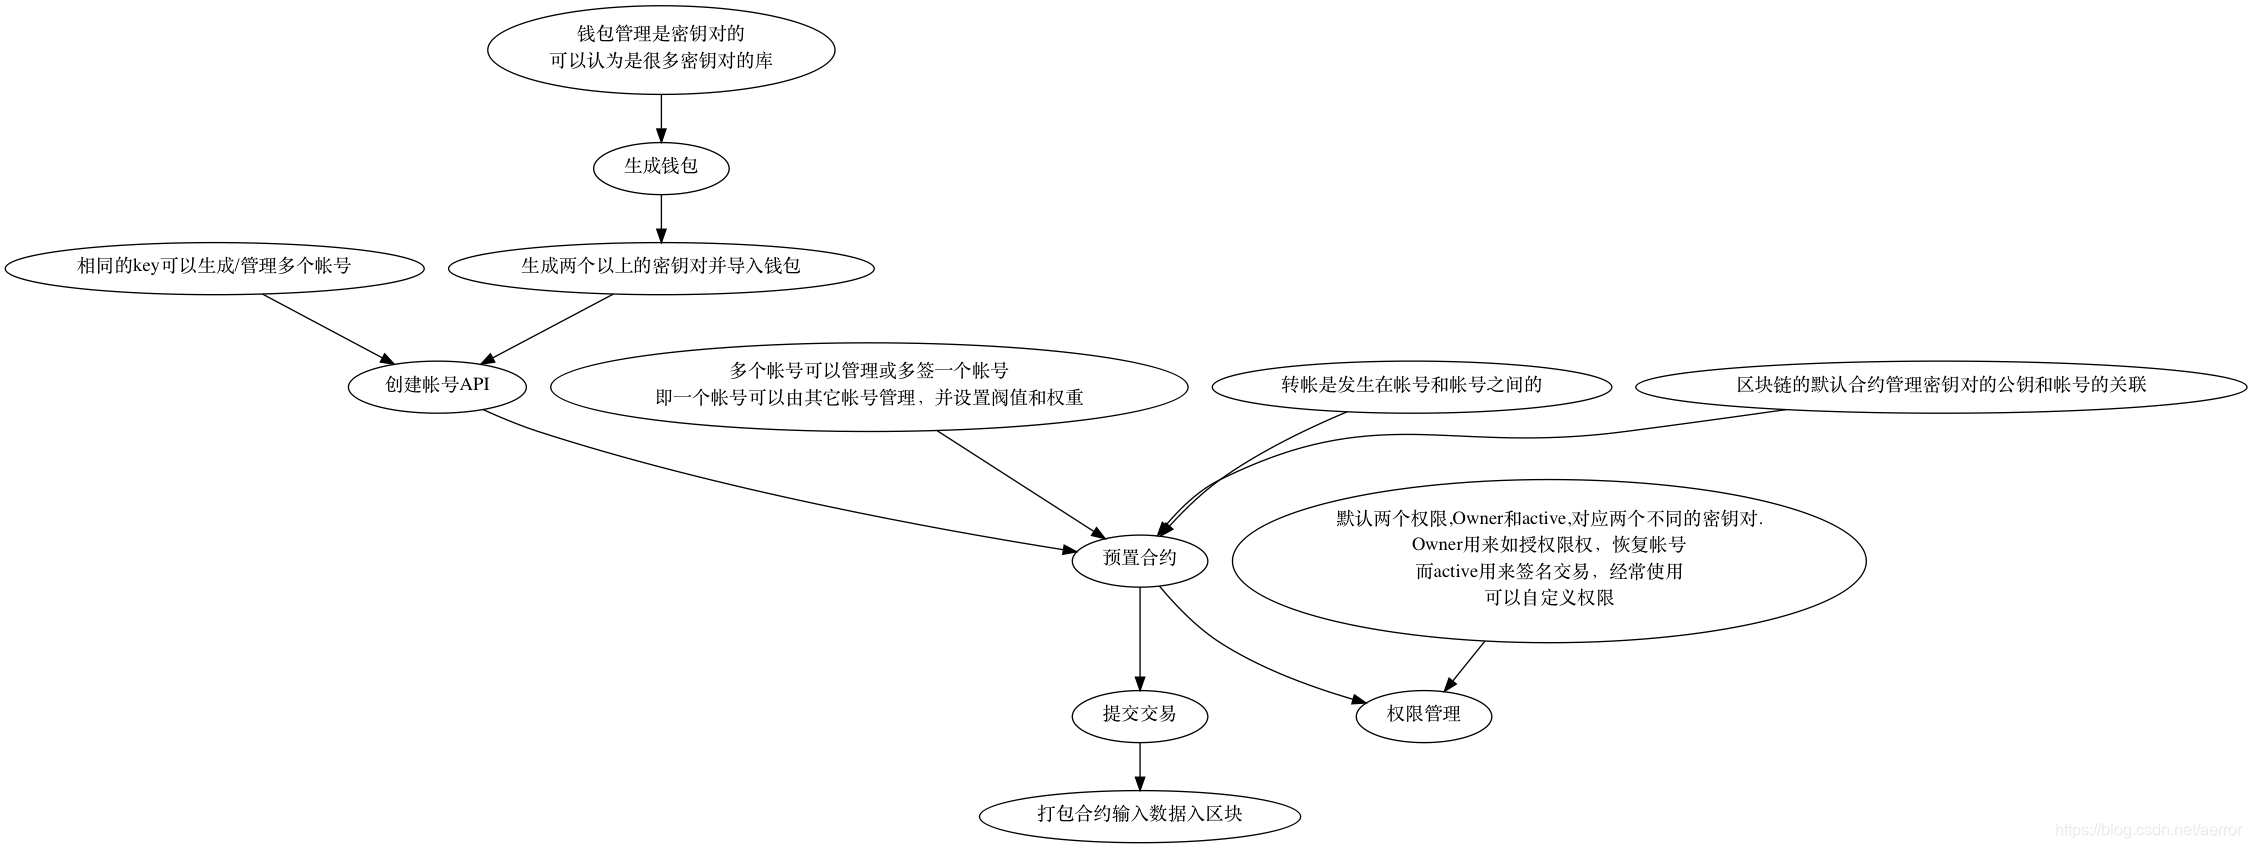 钱包管理是密钥对的
可以认为是很多密钥对的库
生成钱包
相同的key可以生成/管理多个帐号
生成两个以上的密钥对并导入钱包
创建帐号API
多个帐号可以管理或多签一个帐号
即一个帐号可以由其它帐号管理，并设置阀值和权重
转帐是发生在帐号和帐号之间的
区块链的默认合约管理密钥对的公钥和帐号的关联
预置合约
默认两个权限,Owner和active,对应两个不同的密钥对.
Owner用来如授权限权，恢复帐号
而active用来签名交易，经常使用
可以自定义权限
提交交易
权限管理
打包合约输入数据入区块
https://blog.csdn.net/aerror